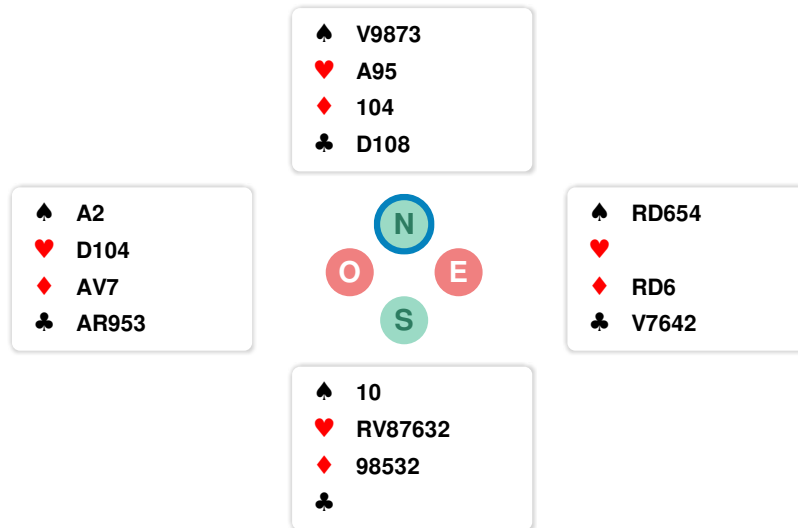 ♠ V9873
♥ A95
♦ 104
♣ D108
♠ A2
♥ D104
♦ AV7
♣ AR953
N
O E
S
♠ RD654
♥
♦ RD6
♣ V7642
♠ 10
♥ RV87632
♦ 98532
♣